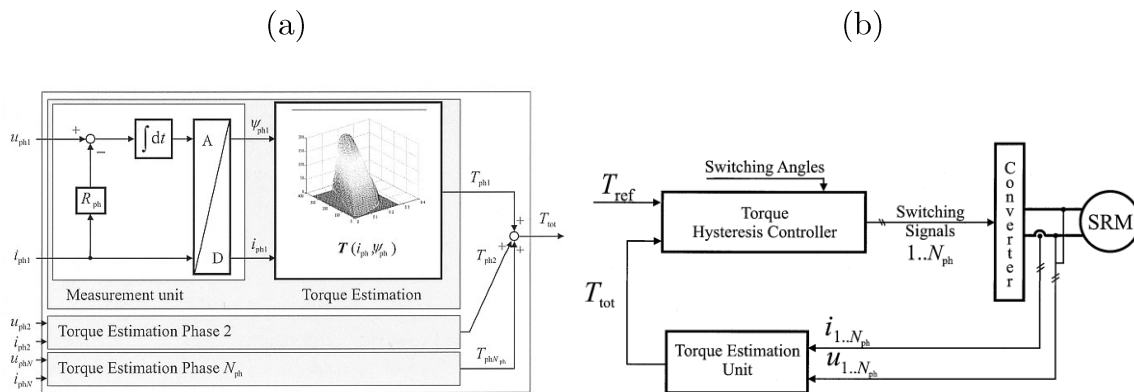 (a)
u_ph1
+
−
∫dt
A
D
R_ph
i_ph1
Measurement unit
ψ_ph1
i_ph1
T (i_ph, ψ_ph)
Torque Estimation
T_ph1
T_ph2
T_phN_ph
+
+
+
T_tot
u_ph2
i_ph2
Torque Estimation Phase 2
u_phN
i_phN
Torque Estimation Phase N_ph
(b)
Switching Angles
T_ref
Torque
Hysteresis Controller
T_tot
Switching
Signals
1..N_ph
Converter
SRM
Torque Estimation
Unit
i_1..N_ph
u_1..N_ph